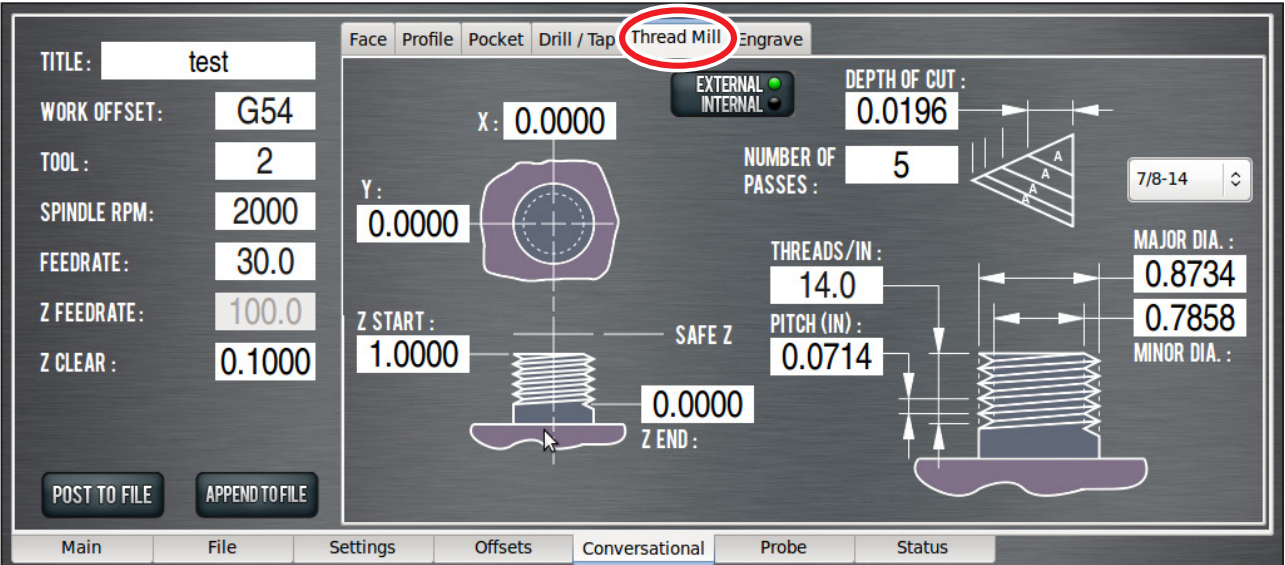 Face Profile Pocket Drill / Tap Thread Mill Engrave
TITLE: test
WORK OFFSET: G54
TOOL : 2
SPINDLE RPM: 2000
FEEDRATE: 30.0
Z FEEDRATE: 100.0
Z CLEAR : 0.1000
POST TO FILE
APPEND TO FILE
EXTERNAL
INTERNAL
X: 0.0000
Y:
0.0000
Z START :
1.0000
SAFE Z
0.0000
Z END :
DEPTH OF CUT :
0.0196
NUMBER OF
PASSES : 5
A
A
A
A
7/8-14
THREADS/IN :
14.0
PITCH (IN) :
0.0714
MAJOR DIA. :
0.8734
0.7858
MINOR DIA. :
Main File Settings Offsets Conversational Probe Status